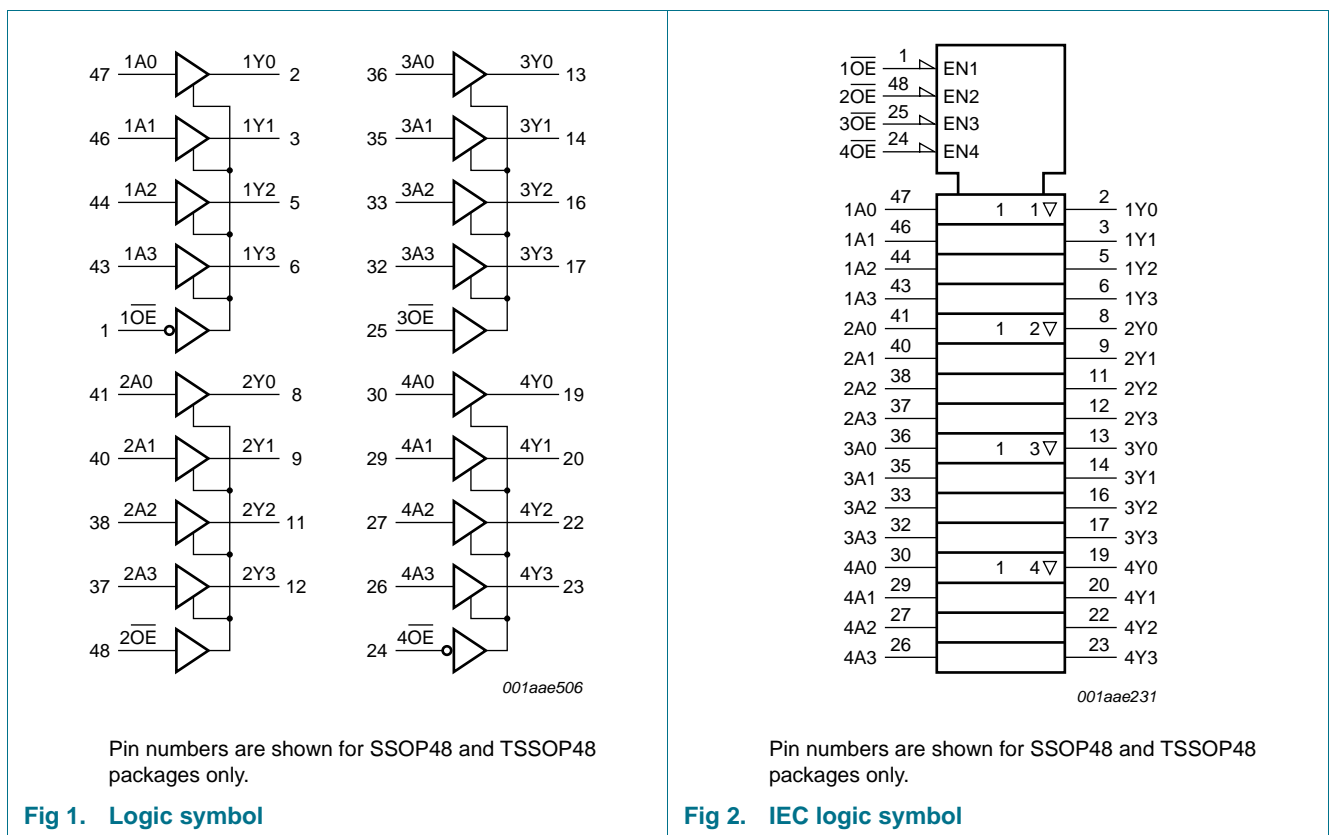 47 1A0 1Y0 2
46 1A1 1Y1 3
44 1A2 1Y2 5
43 1A3 1Y3 6
1 1O̅E̅
41 2A0 2Y0 8
40 2A1 2Y1 9
38 2A2 2Y2 11
37 2A3 2Y3 12
48 2O̅E̅
36 3A0 3Y0 13
35 3A1 3Y1 14
33 3A2 3Y2 16
32 3A3 3Y3 17
25 3O̅E̅
30 4A0 4Y0 19
29 4A1 4Y1 20
27 4A2 4Y2 22
26 4A3 4Y3 23
24 4O̅E̅
001aae506
Pin numbers are shown for SSOP48 and TSSOP48
packages only.
Fig 1. Logic symbol
1O̅E̅ 1 EN1
2O̅E̅ 48 EN2
3O̅E̅ 25 EN3
4O̅E̅ 24 EN4
1A0 47 1 1▽ 2 1Y0
1A1 46 3 1Y1
1A2 44 5 1Y2
1A3 43 6 1Y3
2A0 41 1 2▽ 8 2Y0
2A1 40 9 2Y1
2A2 38 11 2Y2
2A3 37 12 2Y3
3A0 36 1 3▽ 13 3Y0
3A1 35 14 3Y1
3A2 33 16 3Y2
3A3 32 17 3Y3
4A0 30 1 4▽ 19 4Y0
4A1 29 20 4Y1
4A2 27 22 4Y2
4A3 26 23 4Y3
001aae231
Pin numbers are shown for SSOP48 and TSSOP48
packages only.
Fig 2. IEC logic symbol